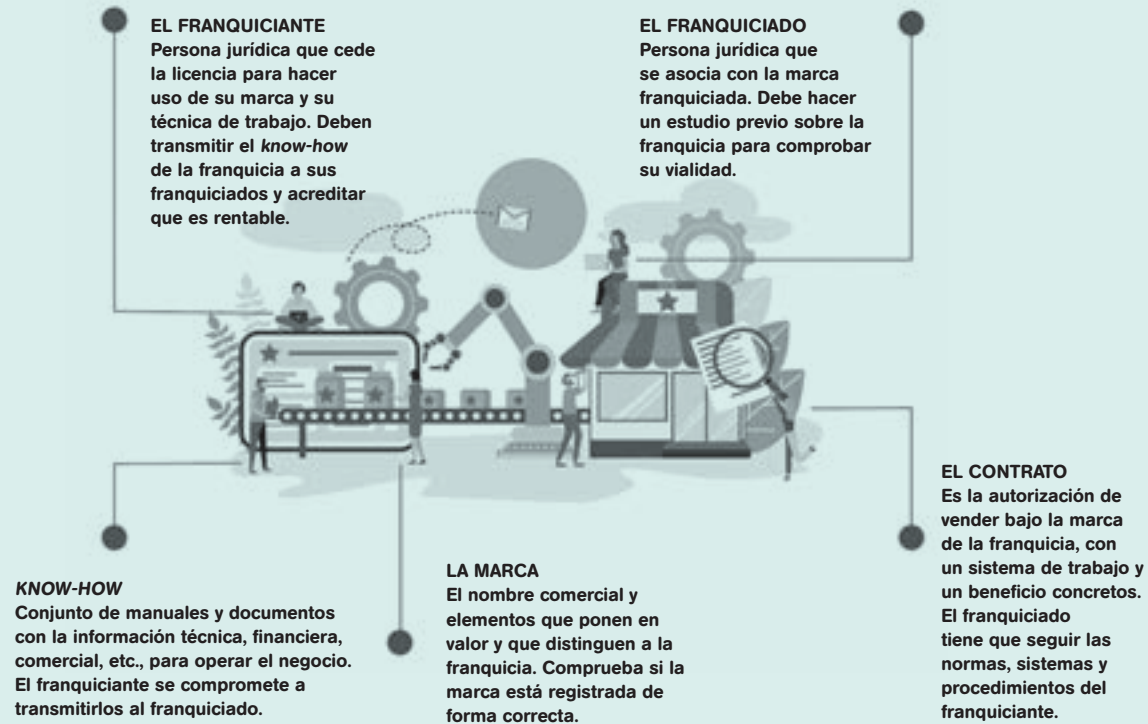 EL FRANQUICIANTE
Persona jurídica que cede
la licencia para hacer
uso de su marca y su
técnica de trabajo. Deben
transmitir el know-how
de la franquicia a sus
franquiciados y acreditar
que es rentable.
EL FRANQUICIADO
Persona jurídica que
se asocia con la marca
franquiciada. Debe hacer
un estudio previo sobre la
franquicia para comprobar
su vialidad.
KNOW-HOW
Conjunto de manuales y documentos
con la información técnica, financiera,
comercial, etc., para operar el negocio.
El franquiciante se compromete a
transmitirlos al franquiciado.
LA MARCA
El nombre comercial y
elementos que ponen en
valor y que distinguen a la
franquicia. Comprueba si la
marca está registrada de
forma correcta.
EL CONTRATO
Es la autorización de
vender bajo la marca
de la franquicia, con
un sistema de trabajo y
un beneficio concretos.
El franquiciado
tiene que seguir las
normas, sistemas y
procedimientos del
franquiciante.